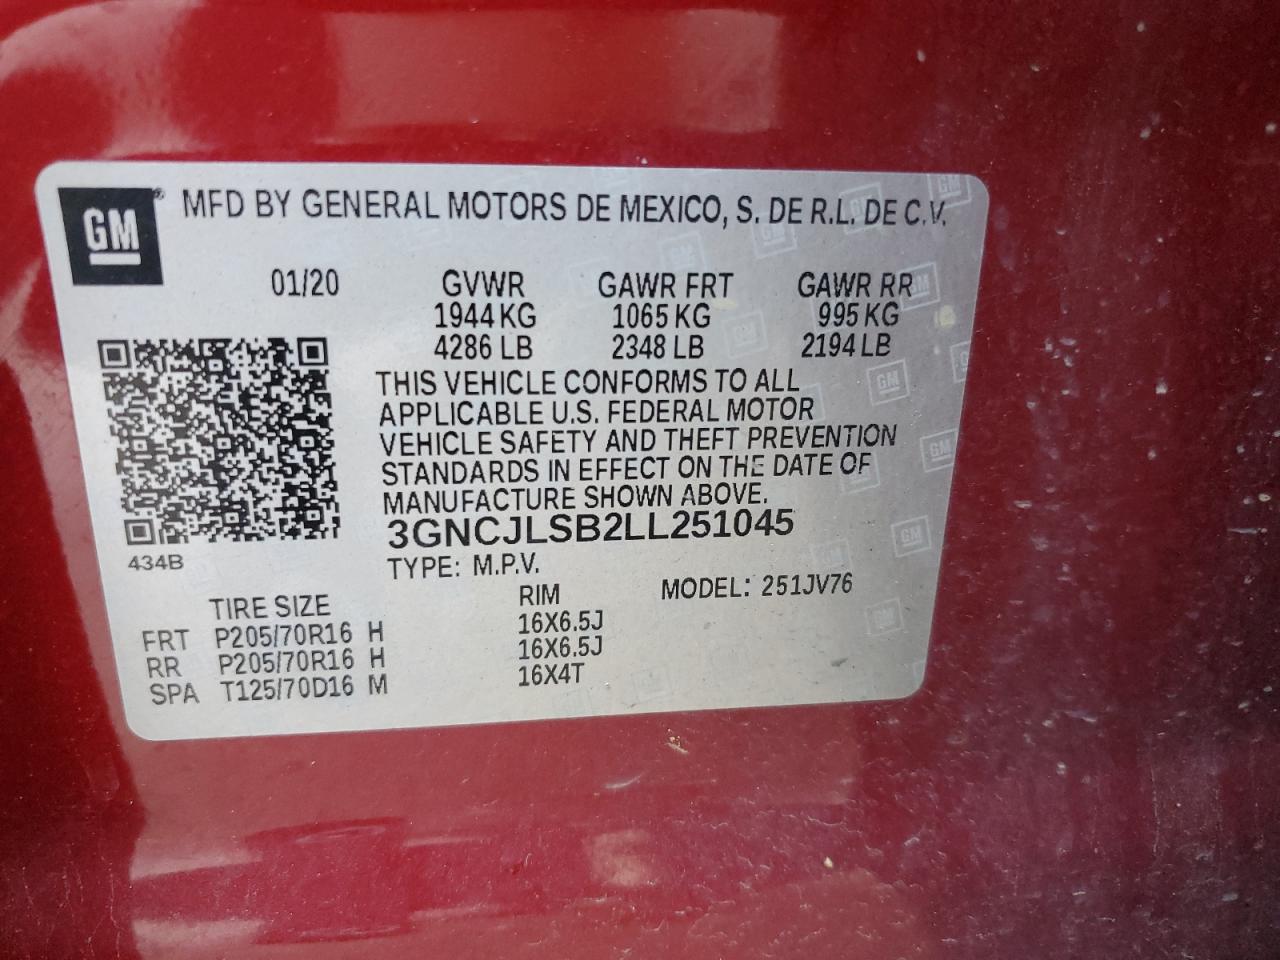 GM® MFD BY GENERAL MOTORS DE MEXICO, S. DE R.L. DE C.V.
01/20 GVWR GAWR FRT GAWR RR
1944 KG 1065 KG 995 KG
4286 LB 2348 LB 2194 LB
THIS VEHICLE CONFORMS TO ALL
APPLICABLE U.S. FEDERAL MOTOR
VEHICLE SAFETY AND THEFT PREVENTION
STANDARDS IN EFFECT ON THE DATE OF
MANUFACTURE SHOWN ABOVE.
3GNCJLSB2LL251045
434B
TYPE: M.P.V. MODEL: 251JV76
TIRE SIZE RIM
FRT P205/70R16 H 16X6.5J
RR P205/70R16 H 16X6.5J
SPA T125/70D16 M 16X4T